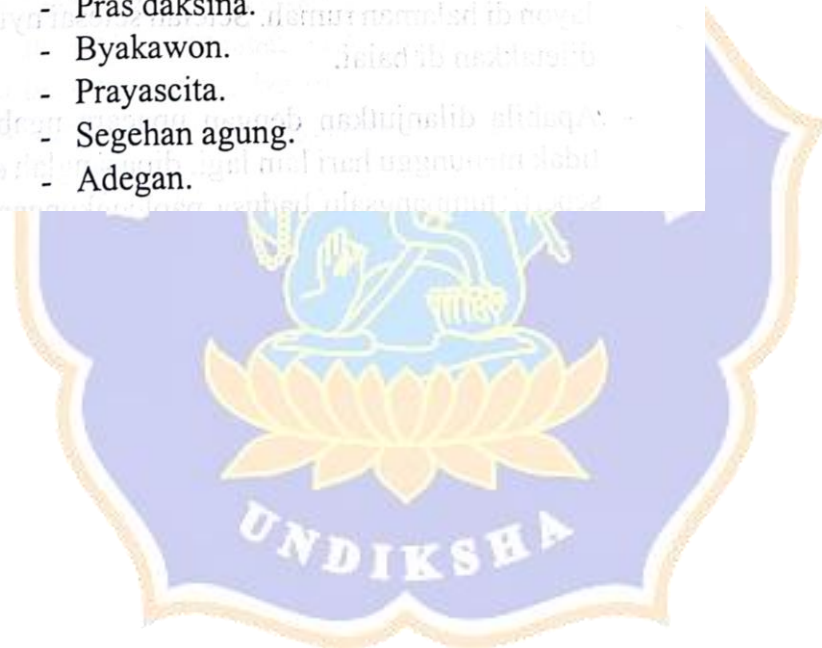 - Pras daksina.
- Byakawon.
- Prayascita.
- Segehan agung.
- Adegan.
UNDIKSHA